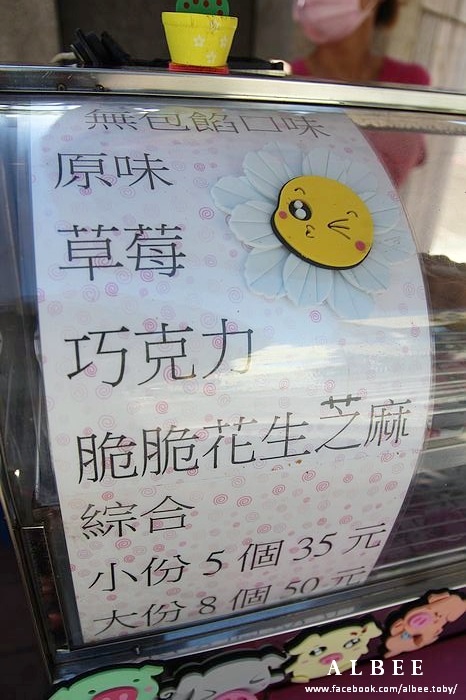 無包餡口味
原味
草莓
巧克力
脆脆花生芝麻
綜合
小份 5 個 35 元
大份 8 個 50 元
ALBEE
www.facebook.com/albee.toby/